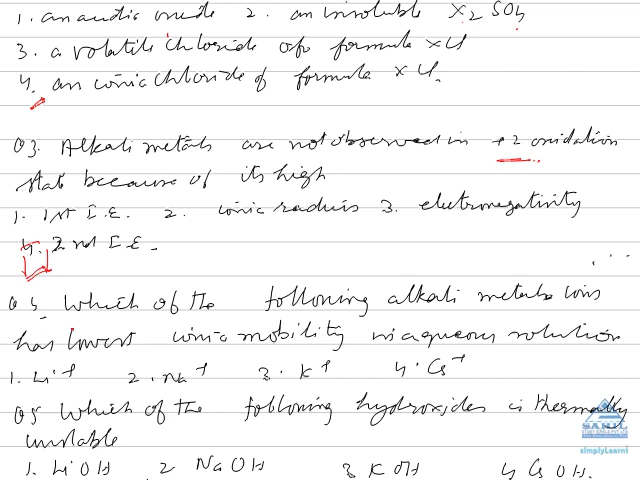 1. an acidic oxide 2. an insoluble X2SO4
3. a volatile chloride of formula XCl
4. an ionic chloride of formula XCl.
Q3. Alkali metals are not observed in +2 oxidation
state because of its high
1. 1st I.E. 2. ionic radius 3. electronegativity
4. 2nd I.E.
Q5. Which of the following alkali metals ions
has lowest ionic mobility in aqueous solution
1. Li+ 2. Na+ 3. K+ 4. Cs+
Q5 Which of the following hydroxides is thermally
unstable
1. LiOH 2 NaOH 3 KOH 4 CsOH.
simplyLearnt